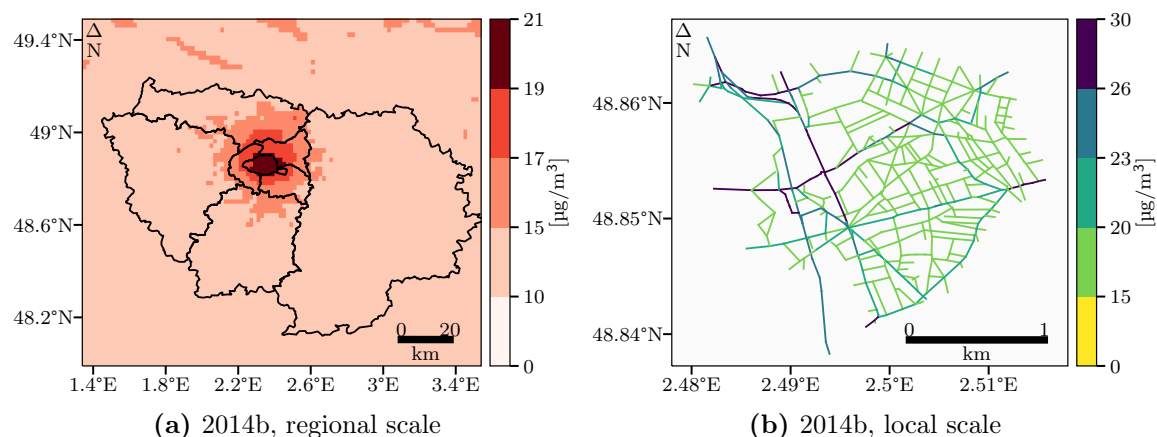 Δ
N
49.4°N
49°N
48.6°N
48.2°N
1.4°E 1.8°E 2.2°E 2.6°E 3°E 3.4°E
0 20
km
21
19
17
15
10
0
[µg/m³]
(a) 2014b, regional scale
Δ
N
48.86°N
48.85°N
48.84°N
2.48°E 2.49°E 2.5°E 2.51°E
0 1
km
30
26
23
20
15
0
[µg/m³]
(b) 2014b, local scale